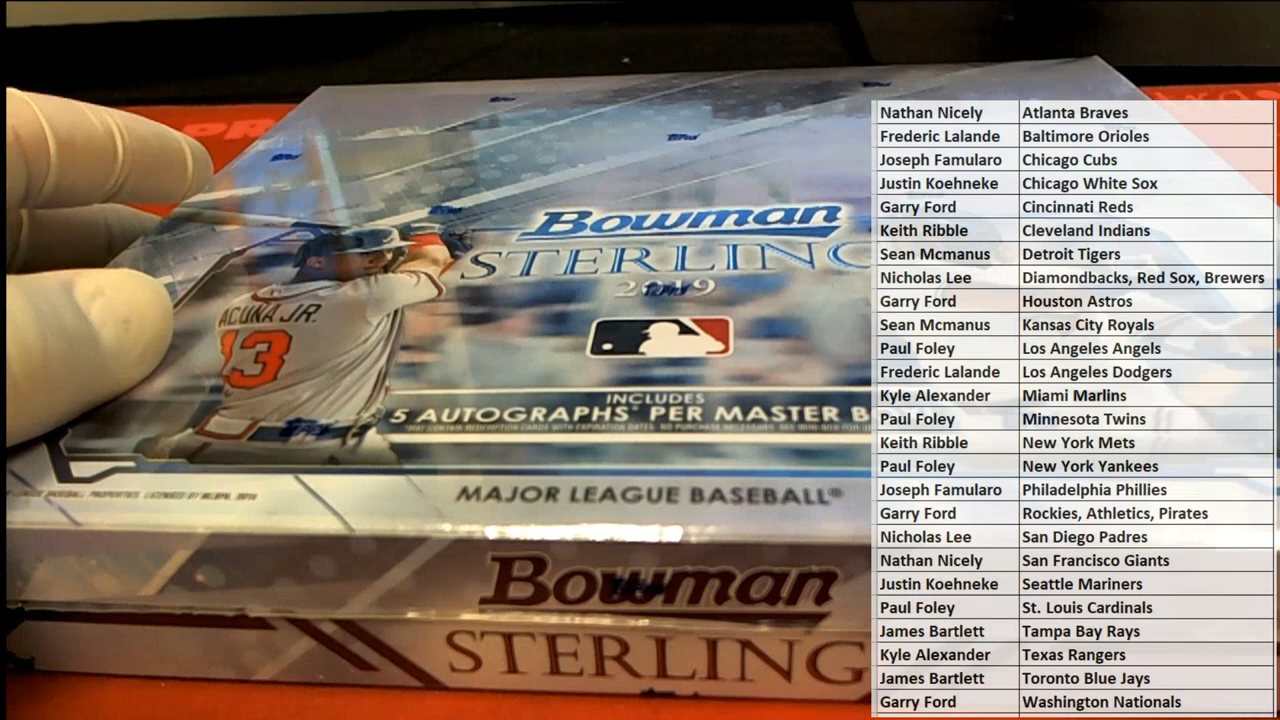 Bowman
STERLING
2019
ACUÑA JR.
13
INCLUDES
5 AUTOGRAPHS* PER MASTER B
MAJOR LEAGUE BASEBALL®
Bowman
STERLING
topps
topps
topps
topps
Nathan Nicely Atlanta Braves
Frederic Lalande Baltimore Orioles
Joseph Famularo Chicago Cubs
Justin Koehneke Chicago White Sox
Garry Ford Cincinnati Reds
Keith Ribble Cleveland Indians
Sean Mcmanus Detroit Tigers
Nicholas Lee Diamondbacks, Red Sox, Brewers
Garry Ford Houston Astros
Sean Mcmanus Kansas City Royals
Paul Foley Los Angeles Angels
Frederic Lalande Los Angeles Dodgers
Kyle Alexander Miami Marlins
Paul Foley Minnesota Twins
Keith Ribble New York Mets
Paul Foley New York Yankees
Joseph Famularo Philadelphia Phillies
Garry Ford Rockies, Athletics, Pirates
Nicholas Lee San Diego Padres
Nathan Nicely San Francisco Giants
Justin Koehneke Seattle Mariners
Paul Foley St. Louis Cardinals
James Bartlett Tampa Bay Rays
Kyle Alexander Texas Rangers
James Bartlett Toronto Blue Jays
Garry Ford Washington Nationals